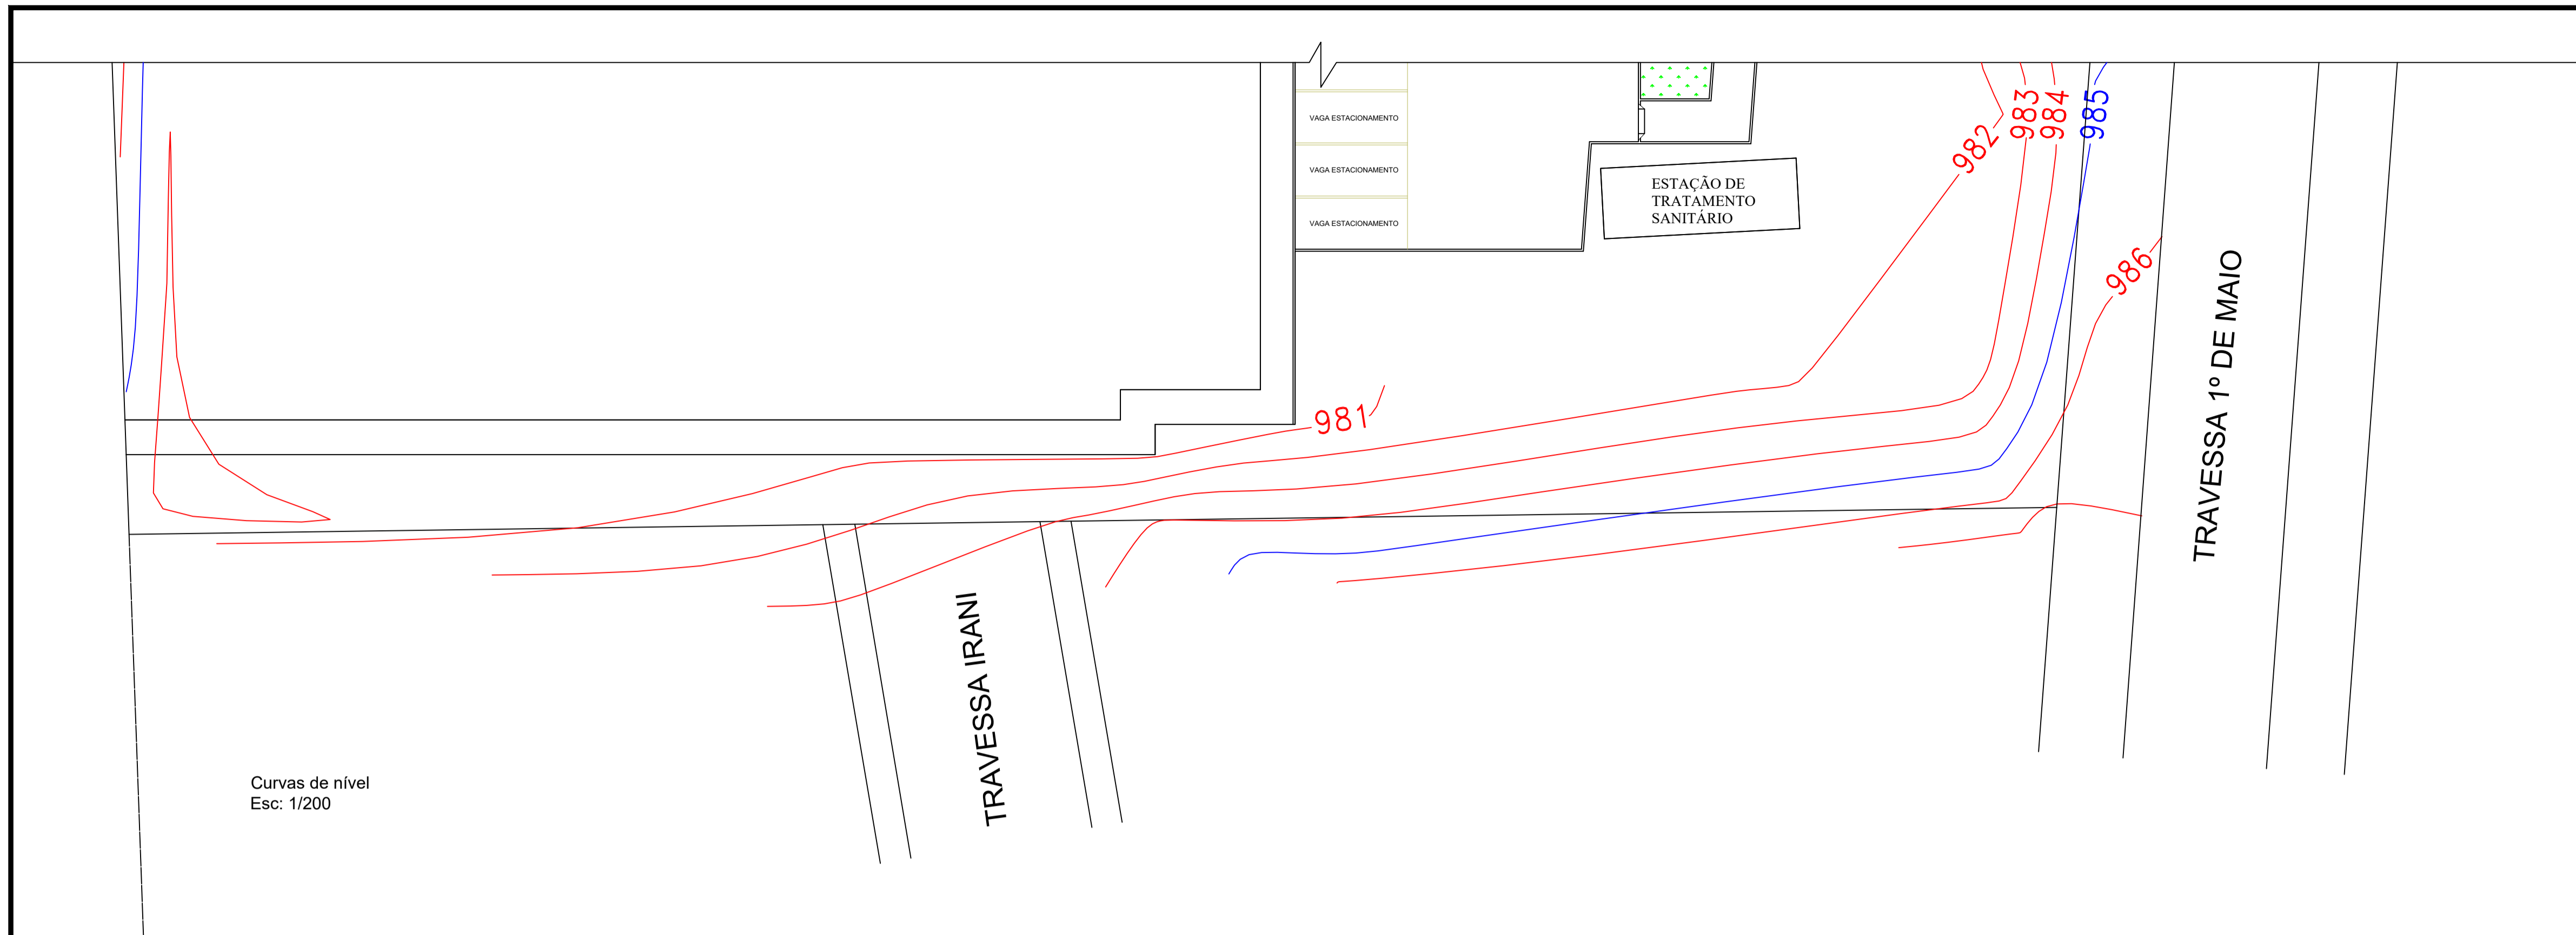 VAGA ESTACIONAMENTO
VAGA ESTACIONAMENTO
VAGA ESTACIONAMENTO
ESTAÇÃO DE
TRATAMENTO
SANITÁRIO
982
983
984
985
986
981
TRAVESSA 1º DE MAIO
TRAVESSA IRANI
Curvas de nível
Esc: 1/200